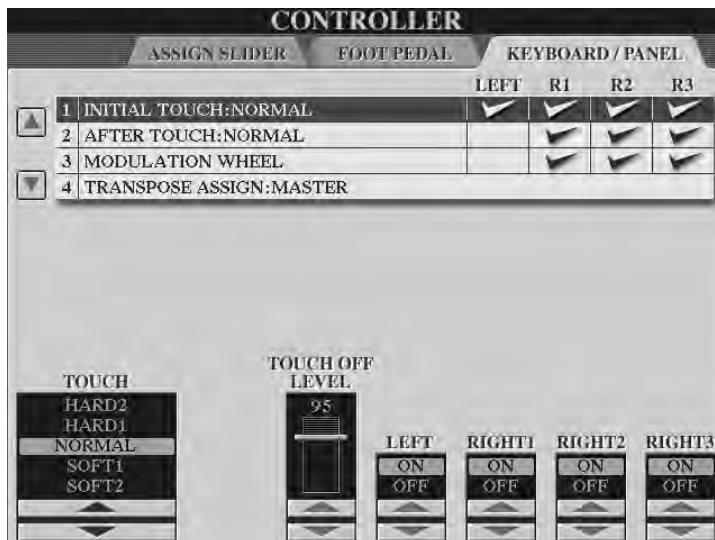 CONTROLLER
ASSIGN SLIDER FOOT PEDAL KEYBOARD / PANEL
LEFT R1 R2 R3
1 INITIAL TOUCH:NORMAL
2 AFTER TOUCH:NORMAL
3 MODULATION WHEEL
4 TRANSPOSE ASSIGN:MASTER
TOUCH
HARD2
HARD1
NORMAL
SOFT1
SOFT2
TOUCH OFF
LEVEL
95
LEFT RIGHT1 RIGHT2 RIGHT3
ON ON ON ON
OFF OFF OFF OFF